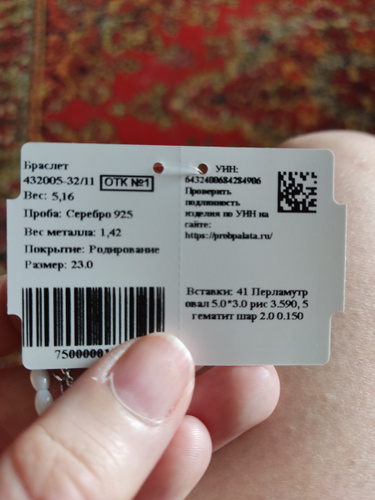 Браслет
432005-32/11 ОТК №1
Вес: 5,16
Проба: Серебро 925
Вес металла: 1,42
Покрытие: Родирование
Размер: 23.0
7500000
УИН:
6432400684284906
Проверить
подлинность
изделия по УИН на
сайте:
https://probpalata.ru/
Вставки: 41 Перламутр
овал 5.0*3.0 рис 3.590, 5
гематит шар 2.0 0.150